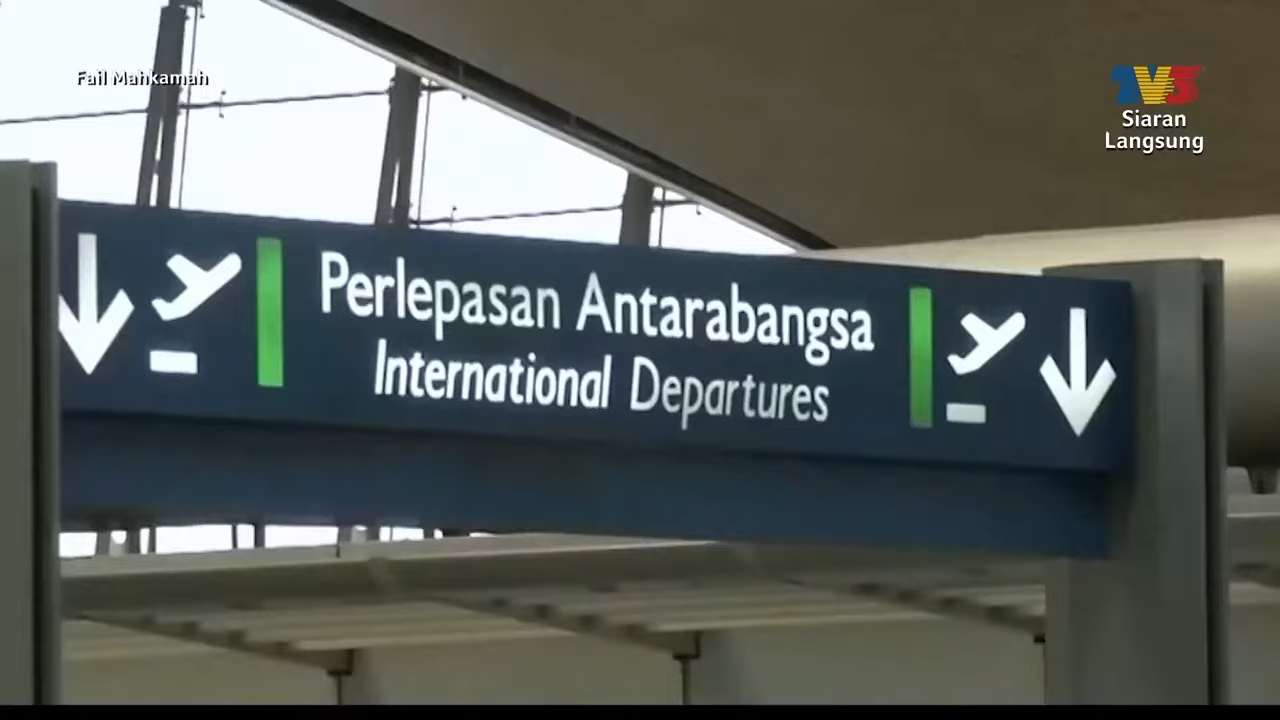 Fail Mahkamah
TV3
Siaran
Langsung
Perlepasan Antarabangsa
International Departures